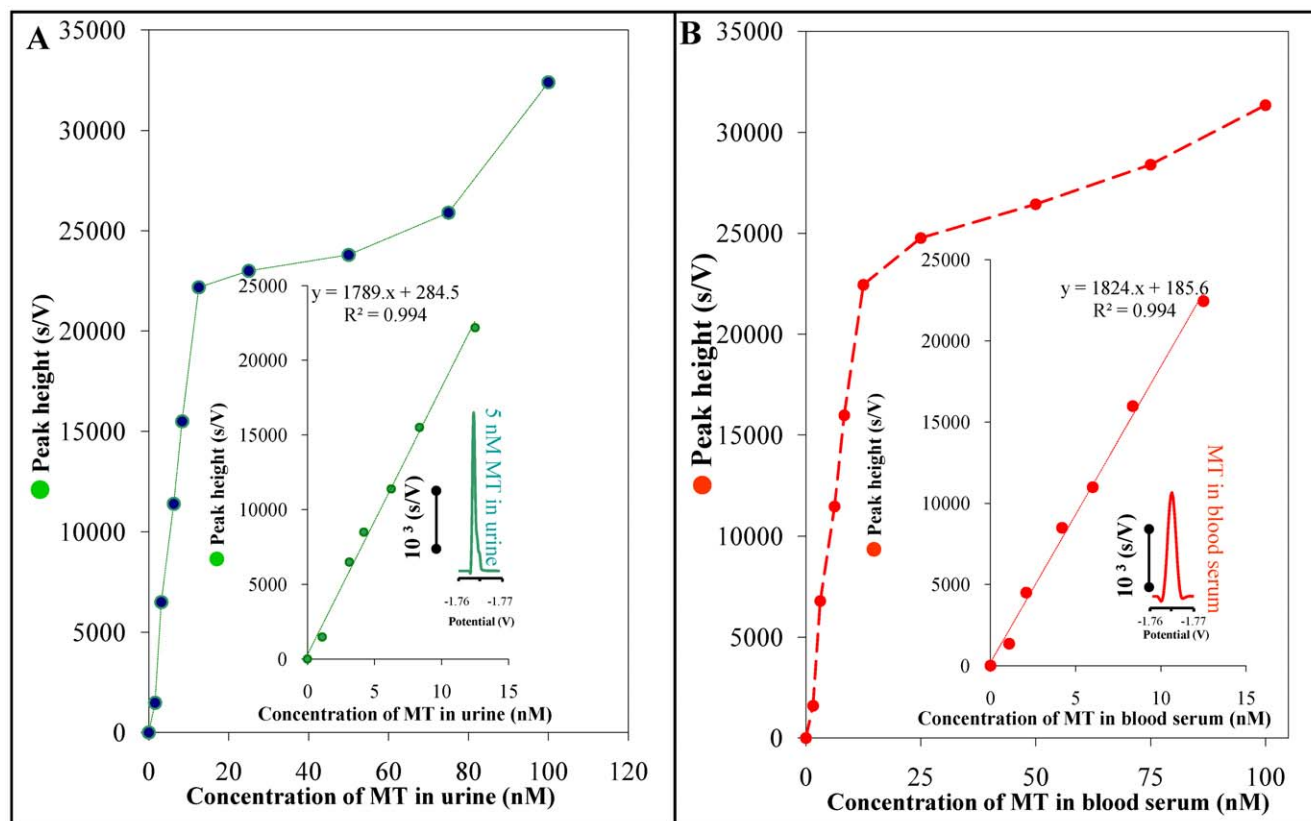 A
35000
30000
25000
20000
15000
10000
5000
0
0 20 40 60 80 100 120
Peak height (s/V)
Concentration of MT in urine (nM)
25000
20000
15000
10000
5000
0
0 5 10 15
y = 1789.x + 284.5
R² = 0.994
Peak height (s/V)
10 ³ (s/V)
5 nM MT in
urine
-1.76 -1.77
Potential (V)
Concentration of MT in urine (nM)
B
35000
30000
25000
20000
15000
10000
5000
0
0 25 50 75 100
Peak height (s/V)
Concentration of MT in blood serum (nM)
25000
20000
15000
10000
5000
0
0 5 10 15
y = 1824.x + 185.6
R² = 0.994
Peak height (s/V)
10 ³ (s/V)
MT in blood serum
-1.76 -1.77
Potential (V)
Concentration of MT in blood serum (nM)